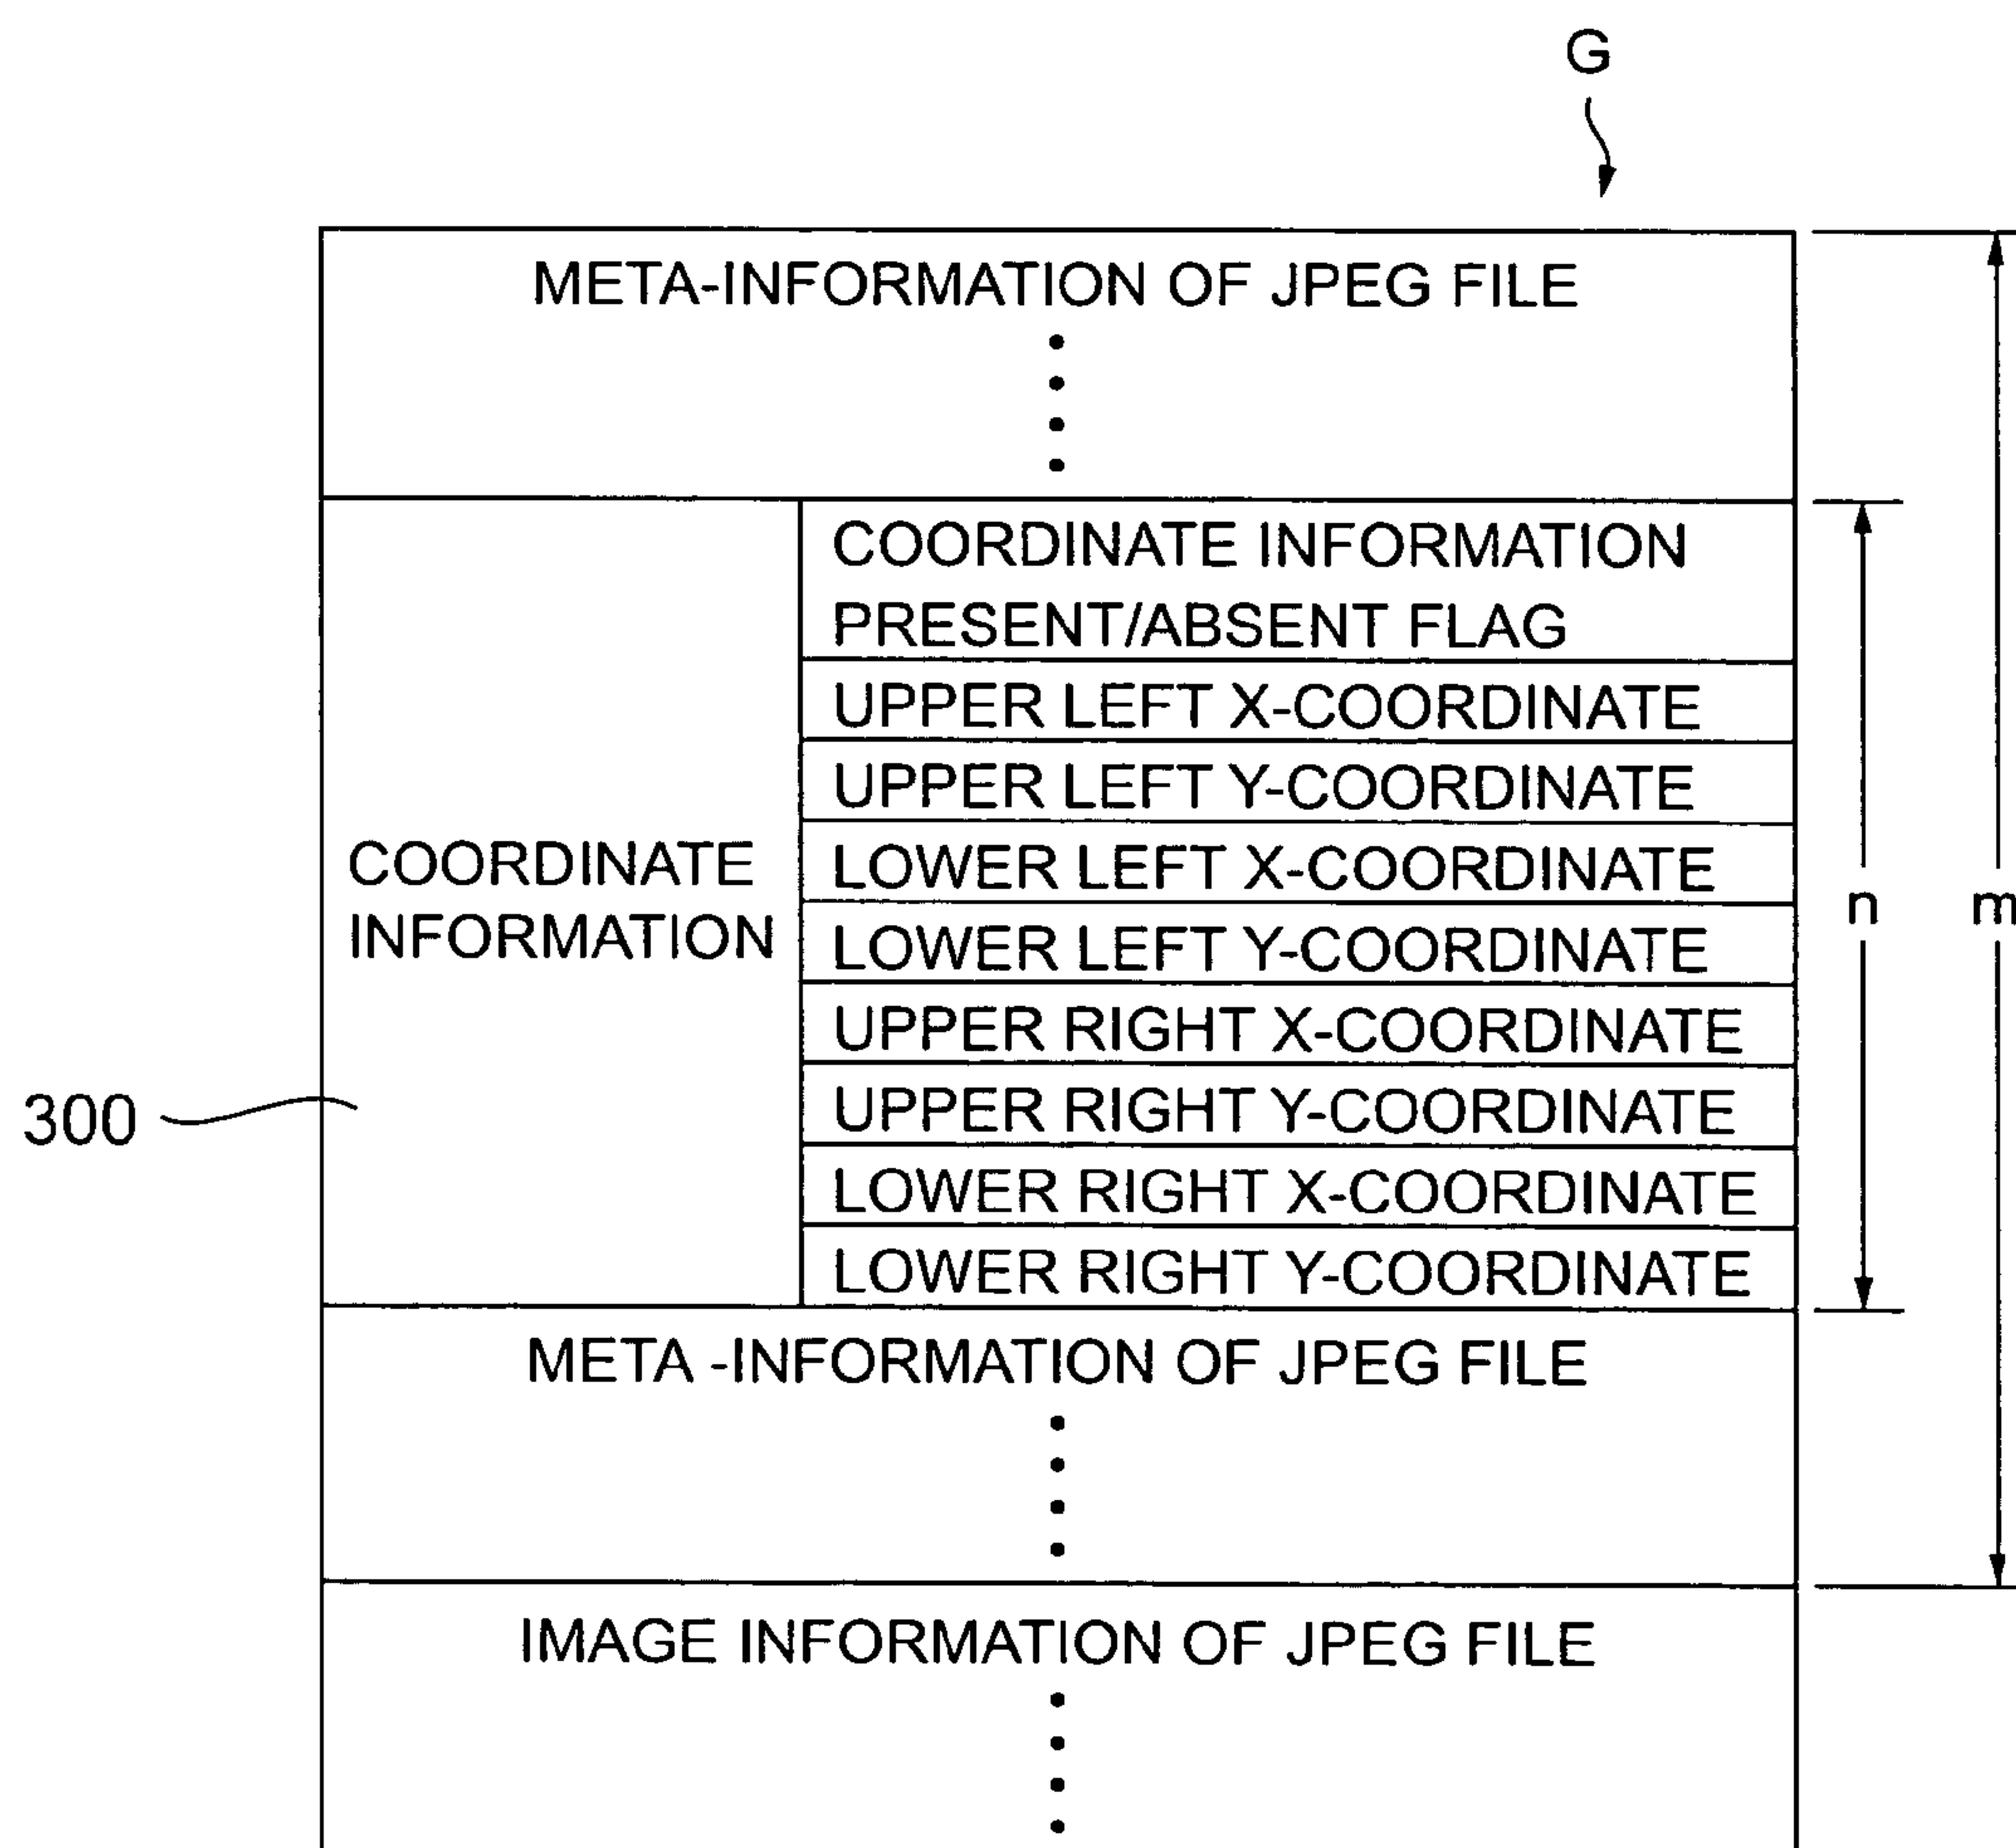 G
META-INFORMATION OF JPEG FILE
COORDINATE INFORMATION
PRESENT/ABSENT FLAG
UPPER LEFT X-COORDINATE
UPPER LEFT Y-COORDINATE
COORDINATE
INFORMATION
LOWER LEFT X-COORDINATE
LOWER LEFT Y-COORDINATE
n
m
UPPER RIGHT X-COORDINATE
300
UPPER RIGHT Y-COORDINATE
LOWER RIGHT X-COORDINATE
LOWER RIGHT Y-COORDINATE
META -INFORMATION OF JPEG FILE
IMAGE INFORMATION OF JPEG FILE